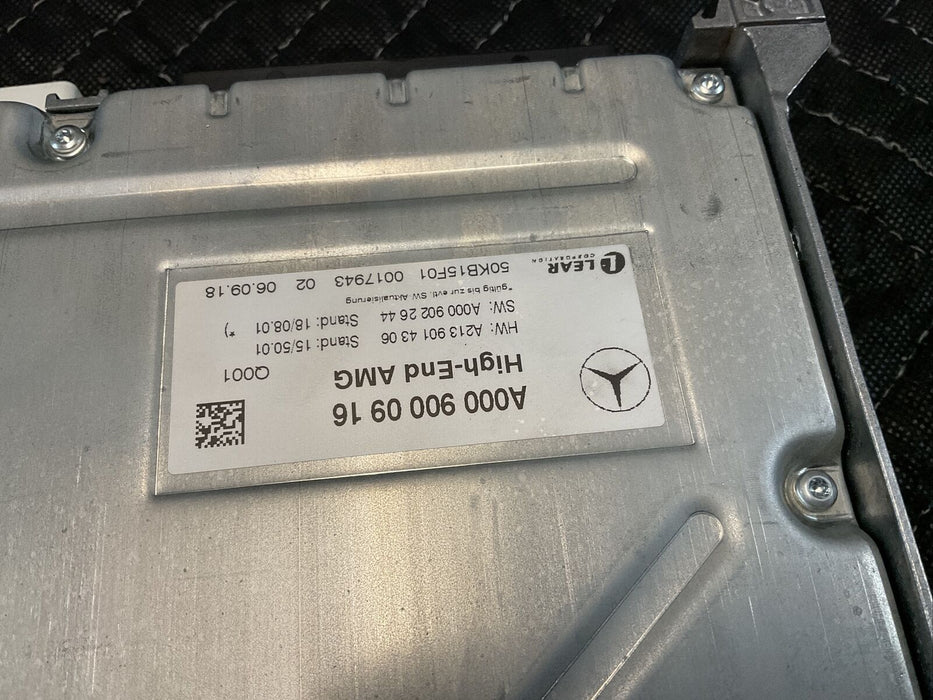 A000 900 09 16
High-End AMG
Q001
HW: A213 901 43 06 Stand: 15/50.01
SW: A000 902 26 44 Stand: 18/08.01 *)
*gültig bis zur evtl. SW Aktualisierung
50KB15F01 0017943 02 06.09.18
LEAR
CORPORATION